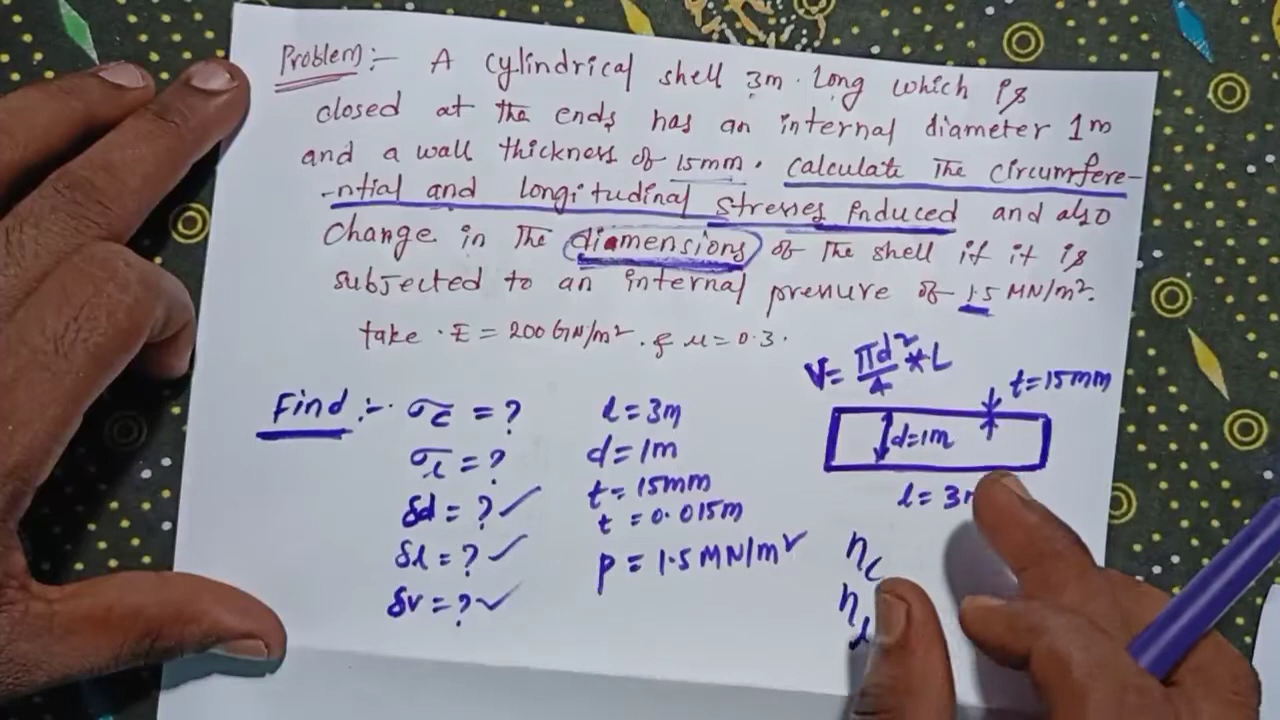 Problem:- A cylindrical shell 3m long which is
closed at the ends has an internal diameter 1m
and a wall thickness of 15mm. calculate the circumfere-
-ntial and longitudinal stresses induced and also
change in the diamensions of the shell if it is
subjected to an internal pressure of 1.5 MN/m².
take E = 200 GN/m². & μ = 0.3.
V = πd²/4 * L
t = 15mm
Find:- σc = ?
σl = ?
δd = ? ✓
δl = ? ✓
δv = ? ✓
l = 3m
d = 1m
t = 15mm
t = 0.015m
p = 1.5 MN/m²
d = 1m
l = 3
ηc
ηl